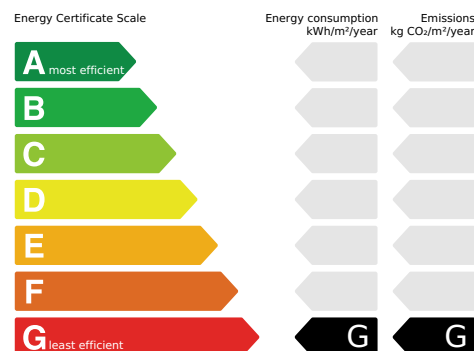 Energy Certificate Scale
Energy consumption
kWh/m²/year
Emissions
kg CO₂/m²/year
A most efficient
B
C
D
E
F
G least efficient
G
G